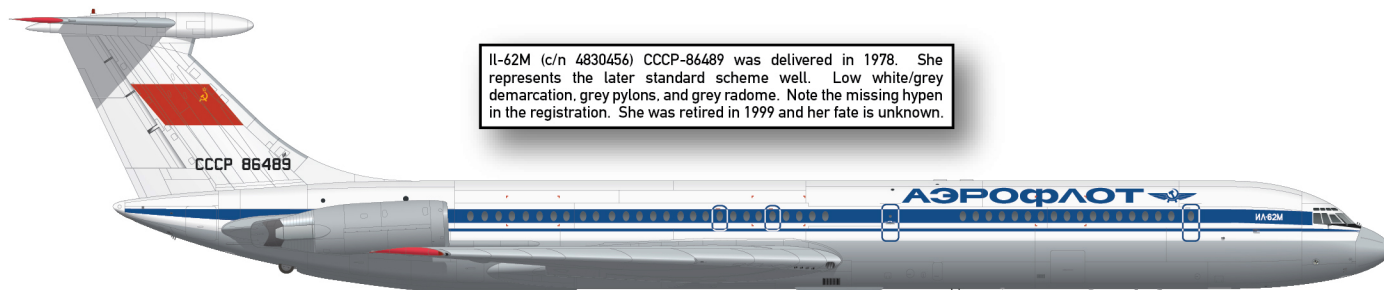 Il-62M (c/n 4830456) CCCP-86489 was delivered in 1978. She
represents the later standard scheme well. Low white/grey
demarcation, grey pylons, and grey radome. Note the missing hypen
in the registration. She was retired in 1999 and her fate is unknown.
СССР 86489
АЭРОФЛОТ
ИЛ-62М